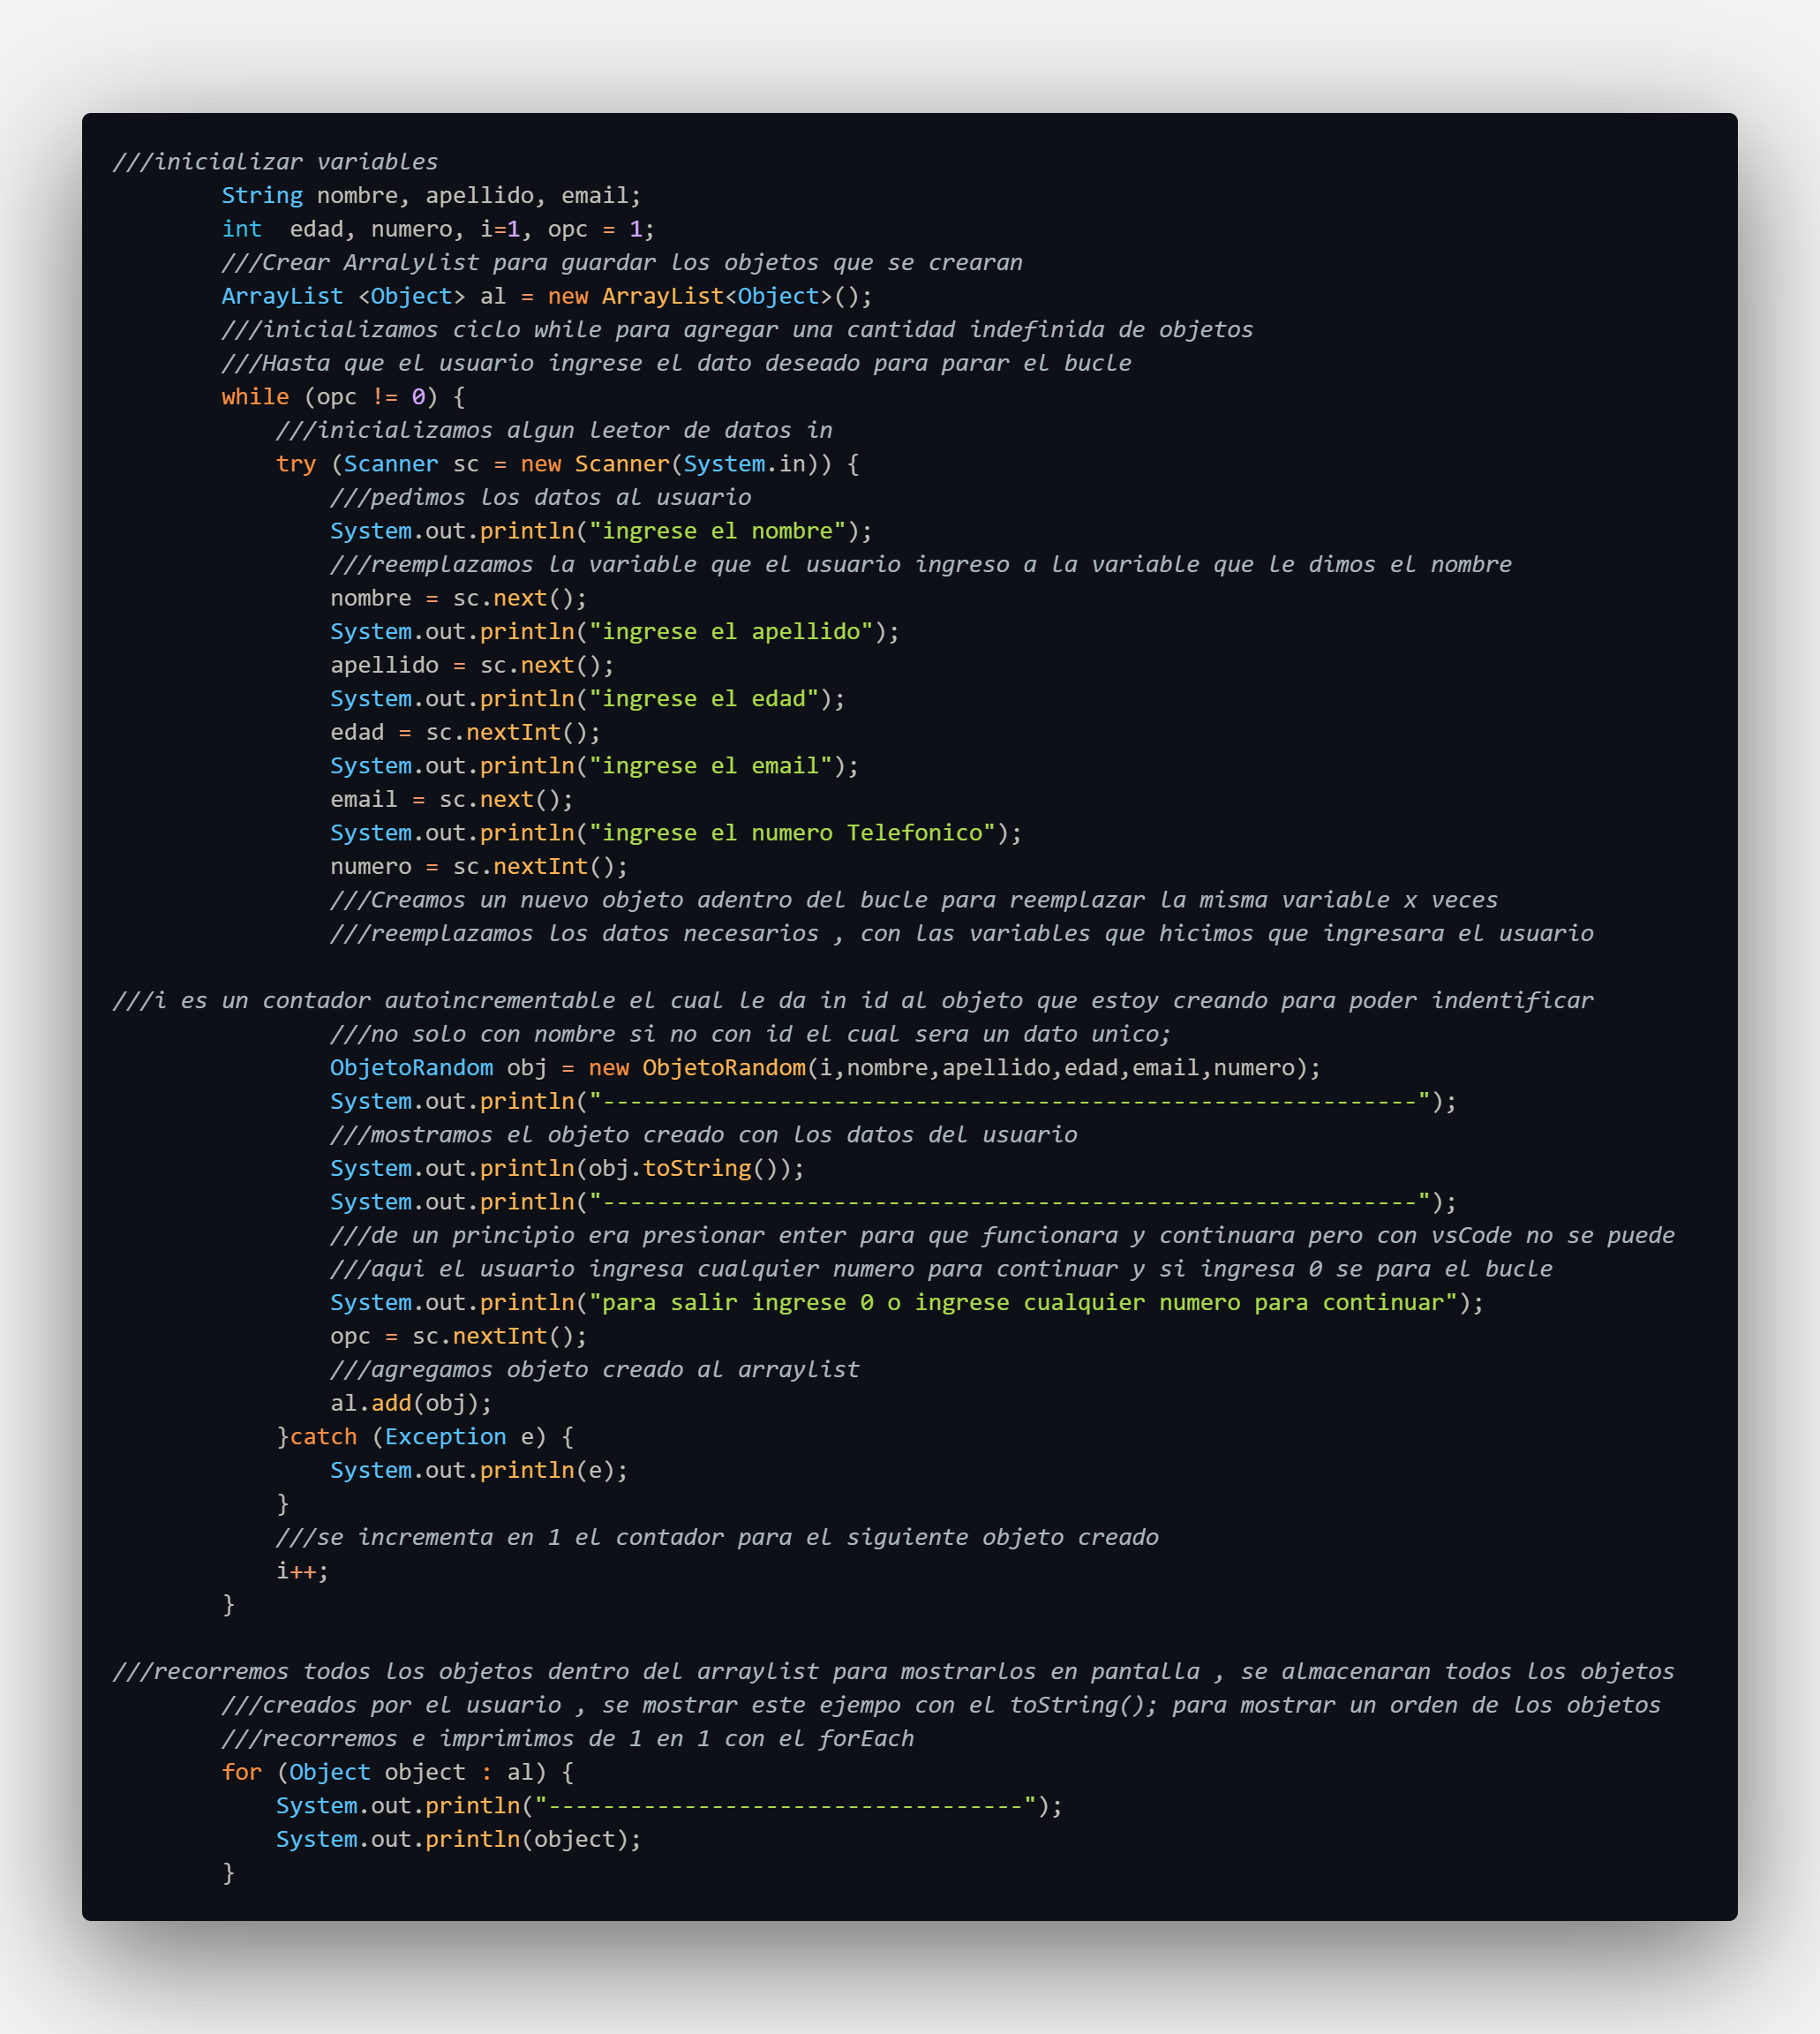 ///inicializar variables
        String nombre, apellido, email;
        int  edad, numero, i=1, opc = 1;
        ///Crear Arralylist para guardar los objetos que se crearan
        ArrayList <Object> al = new ArrayList<Object>();
        ///inicializamos ciclo while para agregar una cantidad indefinida de objetos
        ///Hasta que el usuario ingrese el dato deseado para parar el bucle
        while (opc != 0) {
            ///inicializamos algun leetor de datos in
            try (Scanner sc = new Scanner(System.in)) {
                ///pedimos los datos al usuario
                System.out.println("ingrese el nombre");
                ///reemplazamos la variable que el usuario ingreso a la variable que le dimos el nombre
                nombre = sc.next();
                System.out.println("ingrese el apellido");
                apellido = sc.next();
                System.out.println("ingrese el edad");
                edad = sc.nextInt();
                System.out.println("ingrese el email");
                email = sc.next();
                System.out.println("ingrese el numero Telefonico");
                numero = sc.nextInt();
                ///Creamos un nuevo objeto adentro del bucle para reemplazar la misma variable x veces
                ///reemplazamos los datos necesarios , con las variables que hicimos que ingresara el usuario

///i es un contador autoincrementable el cual le da in id al objeto que estoy creando para poder indentificar
                ///no solo con nombre si no con id el cual sera un dato unico;
                ObjetoRandom obj = new ObjetoRandom(i,nombre,apellido,edad,email,numero);
                System.out.println("------------------------------------------------------------");
                ///mostramos el objeto creado con los datos del usuario
                System.out.println(obj.toString());
                System.out.println("------------------------------------------------------------");
                ///de un principio era presionar enter para que funcionara y continuara pero con vsCode no se puede
                ///aqui el usuario ingresa cualquier numero para continuar y si ingresa 0 se para el bucle
                System.out.println("para salir ingrese 0 o ingrese cualquier numero para continuar");
                opc = sc.nextInt();
                ///agregamos objeto creado al arraylist
                al.add(obj);
            }catch (Exception e) {
                System.out.println(e);
            }
            ///se incrementa en 1 el contador para el siguiente objeto creado
            i++;
        }

///recorremos todos los objetos dentro del arraylist para mostrarlos en pantalla , se almacenaran todos los objetos
        ///creados por el usuario , se mostrar este ejempo con el toString(); para mostrar un orden de los objetos
        ///recorremos e imprimimos de 1 en 1 con el forEach
        for (Object object : al) {
            System.out.println("-----------------------------------");
            System.out.println(object);
        }